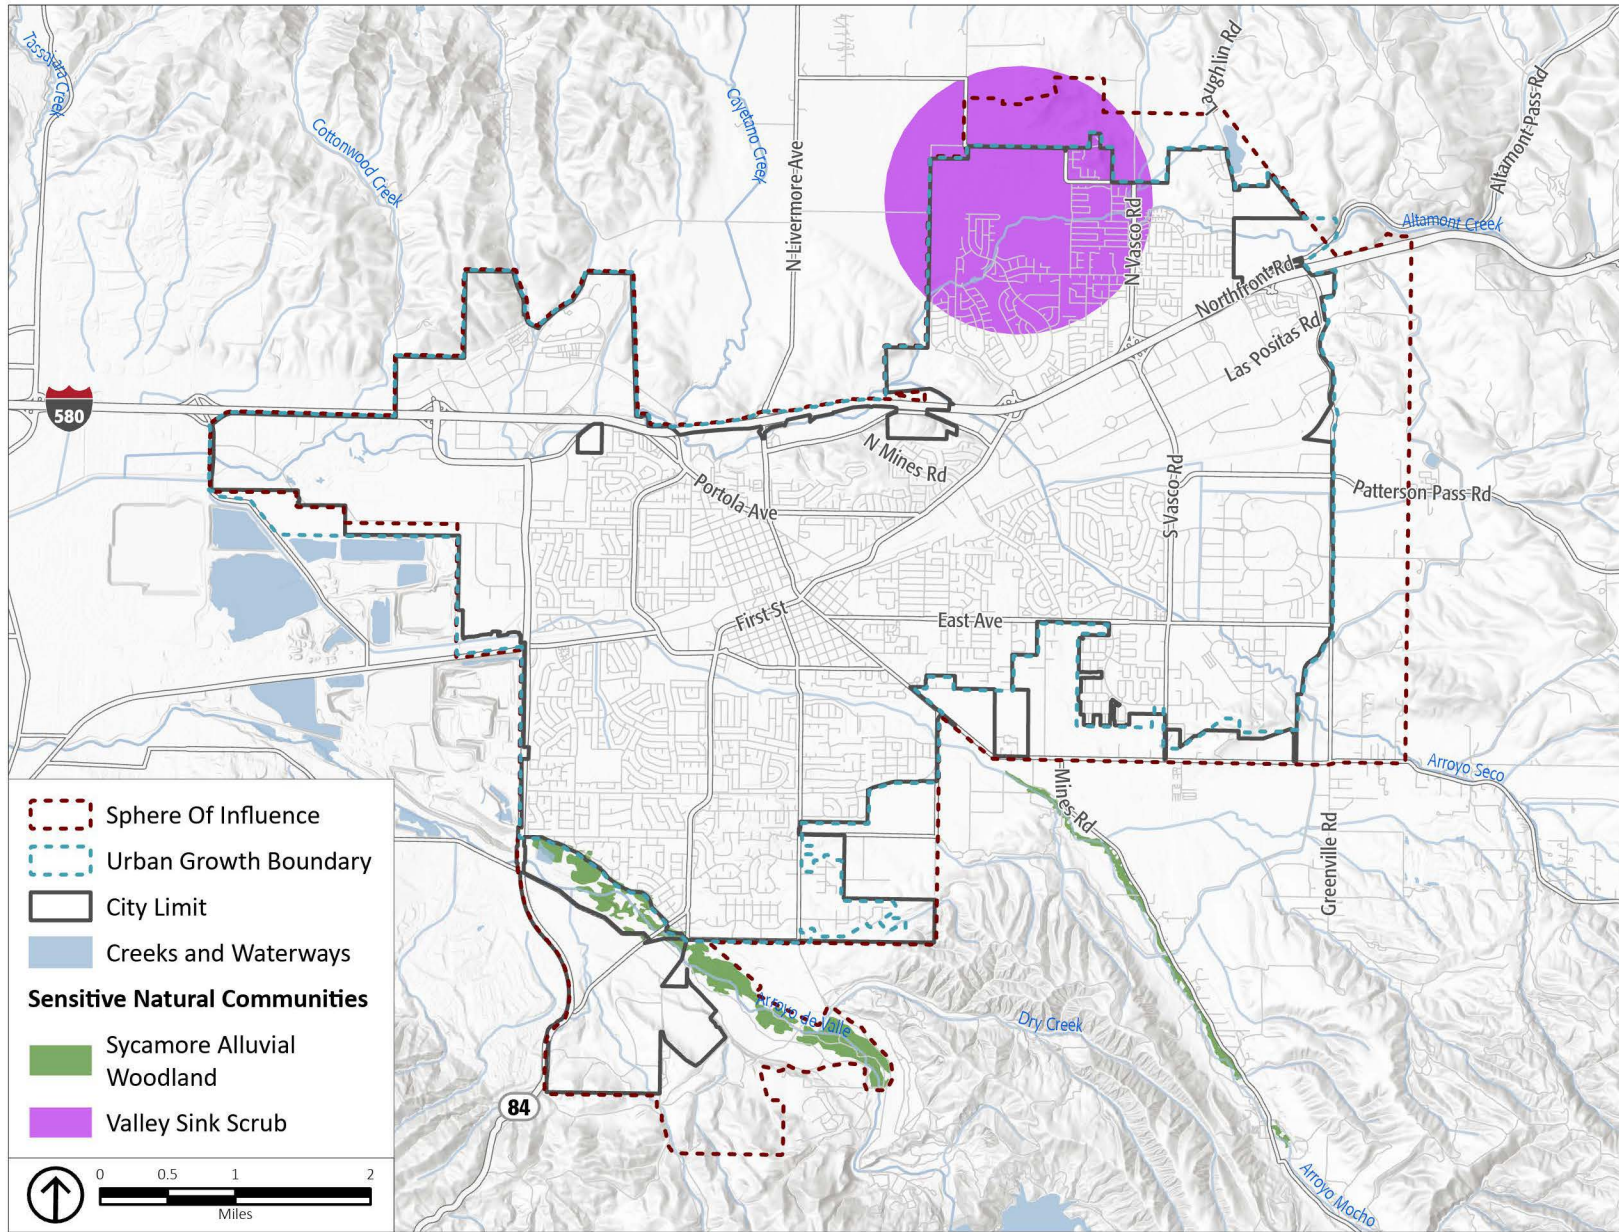 Tassajara Creek
Cottonwood Creek
Cayetano Creek
N Livermore Ave
Laughlin Rd
Altamont Pass Rd
Altamont Creek
N Vasco Rd
Northfront Rd
Las Positas Rd
580
N Mines Rd
Portola Ave
S Vasco Rd
Patterson Pass Rd
First St
East Ave
Arroyo Seco
Mines Rd
Greenville Rd
Arroyo de Valle
Dry Creek
84
Arroyo Mocho
Sphere Of Influence
Urban Growth Boundary
City Limit
Creeks and Waterways
Sensitive Natural Communities
Sycamore Alluvial
Woodland
Valley Sink Scrub
0 0.5 1 2
Miles